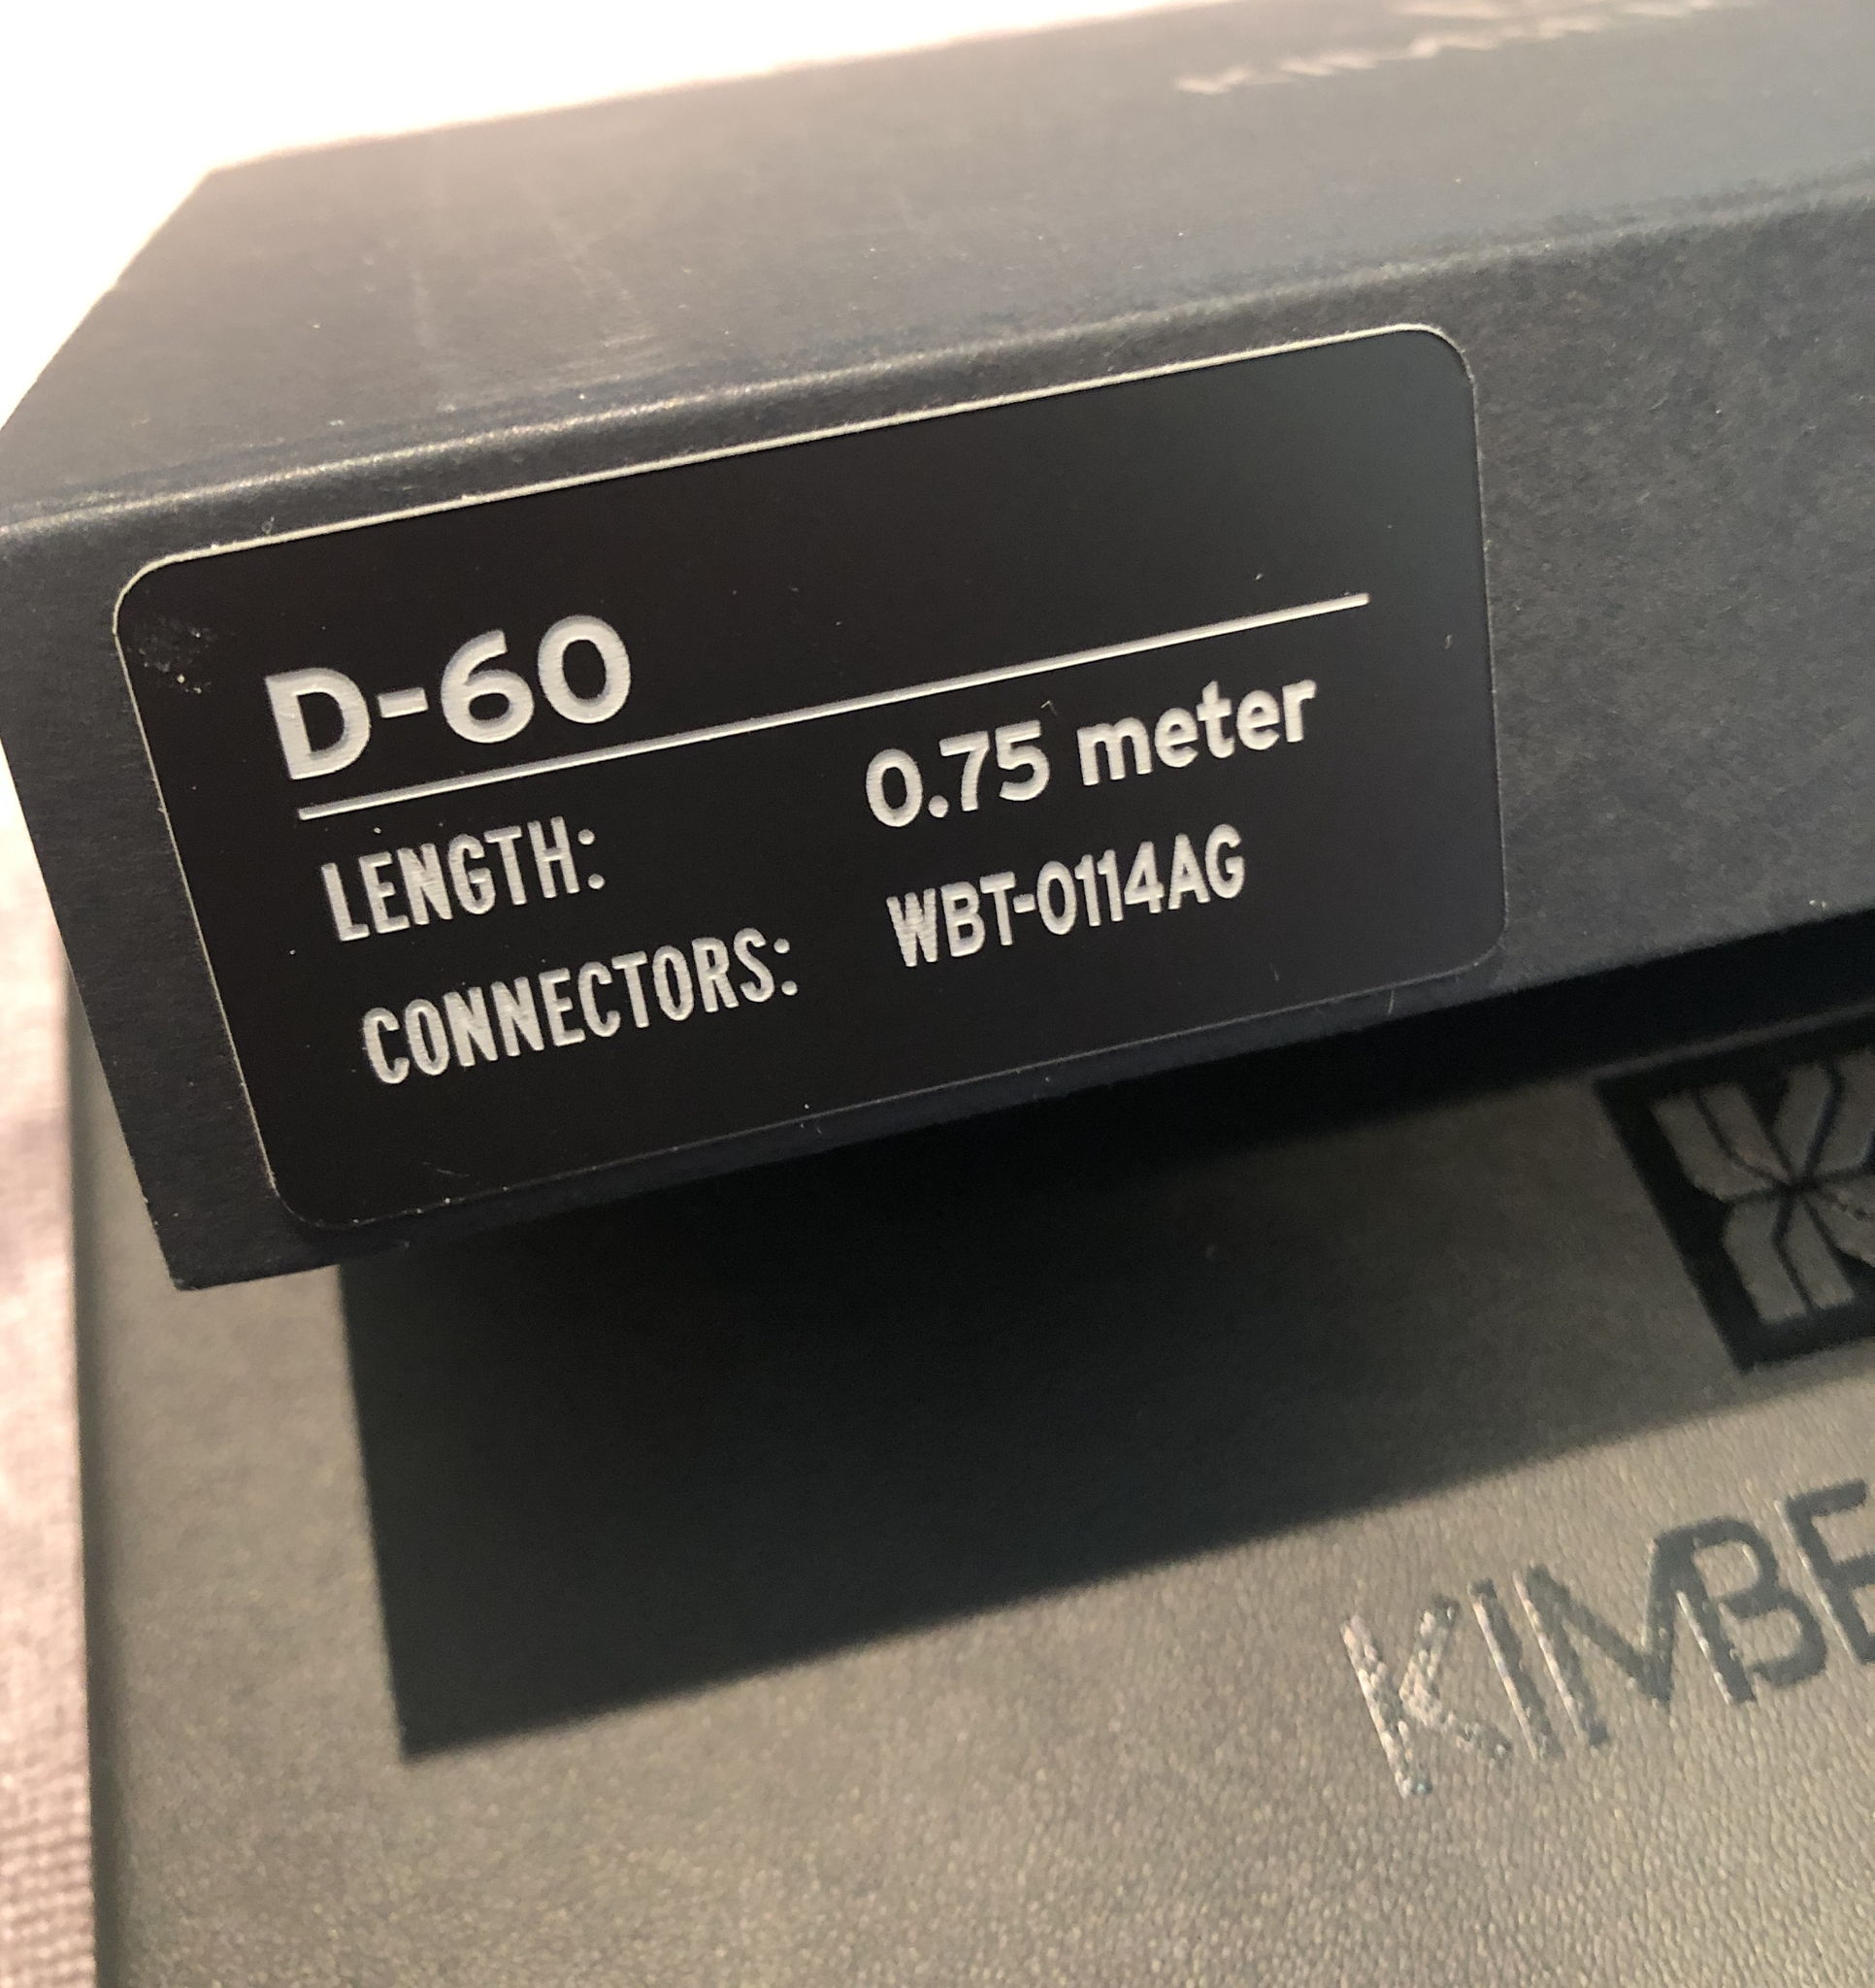 D-60
LENGTH: 0.75 meter
CONNECTORS: WBT-0114AG
KIMBE